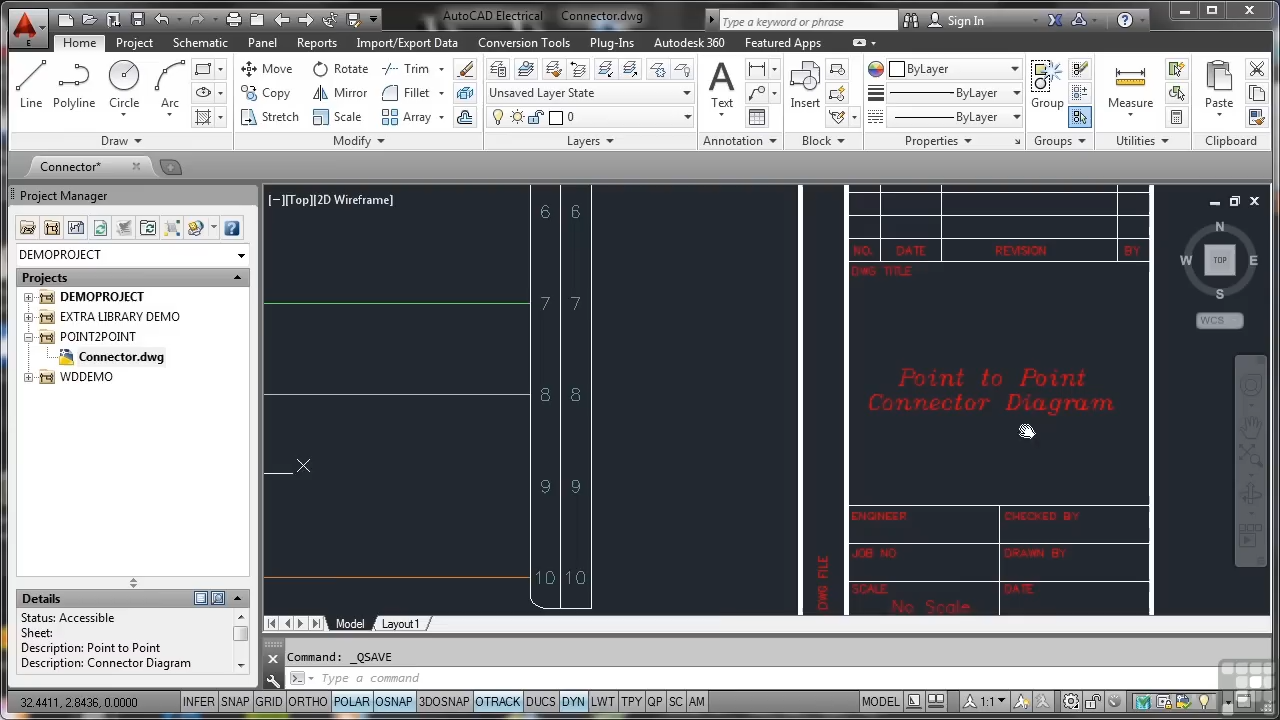 AutoCAD Electrical Connector.dwg
Type a keyword or phrase
Sign In
E
Home Project Schematic Panel Reports Import/Export Data Conversion Tools Plug-Ins Autodesk 360 Featured Apps
Line Polyline Circle Arc
Move Rotate Trim
Copy Mirror Fillet
Stretch Scale Array
Unsaved Layer State
0
Text
Insert
ByLayer
ByLayer
ByLayer
Group
Measure
Paste
Draw Modify Layers Annotation Block Properties Groups Utilities Clipboard
Connector*
Project Manager
DEMOPROJECT
Projects
DEMOPROJECT
EXTRA LIBRARY DEMO
POINT2POINT
Connector.dwg
WDDEMO
Details
Status: Accessible
Sheet:
Description: Point to Point
Description: Connector Diagram
[−][Top][2D Wireframe]
6 6
7 7
8 8
9 9
10 10
NO. DATE REVISION BY
DWG TITLE
Point to Point
Connector Diagram
ENGINEER CHECKED BY
JOB NO DRAWN BY
SCALE DATE
No Scale
DWG FILE
N
W TOP E
S
WCS
Model Layout1
Command: _QSAVE
Type a command
32.4411, 2.8436, 0.0000 INFER SNAP GRID ORTHO POLAR OSNAP 3DOSNAP OTRACK DUCS DYN LWT TPY QP SC AM MODEL 1:1